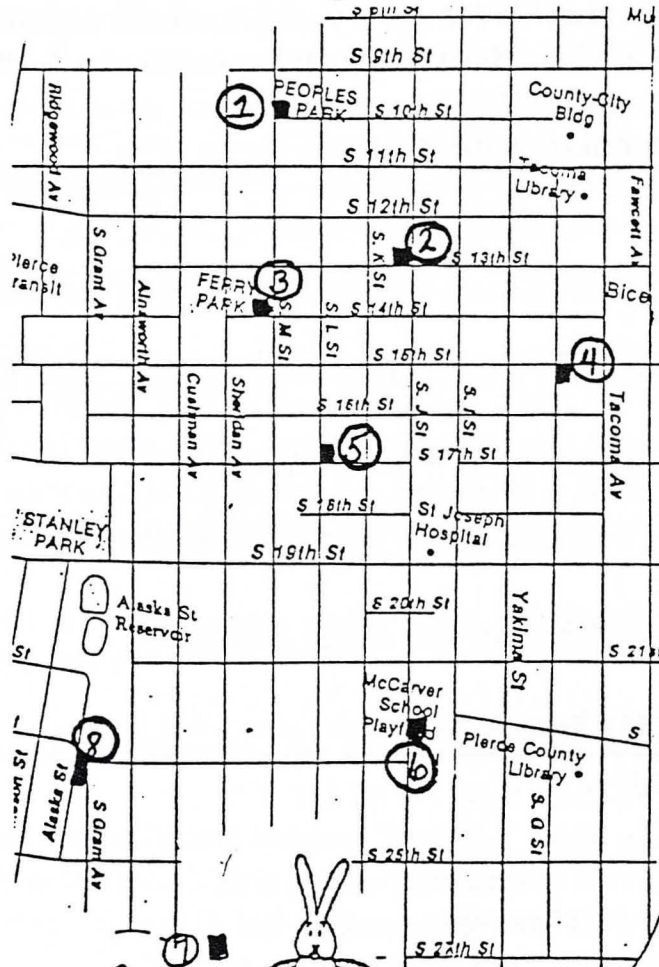 Mu
S 9th St
PEOPLES
PARK
1
S 10th St
County-City
Bldg
Ridgewood Av
S 11th St
Tacoma
Library
S 12th St
Fawcett Av
S Grant Av
S. K St
2
S 13th St
Pierce
Transit
3
FERRY
PARK
S 14th St
Ainsworth Av
S. M St
S L St
S 15th St
4
Cushman Av
Sheridan Av
S 16th St
S. J St
S. I St
Tacoma Av
5
S 17th St
S 18th St
St Joseph
Hospital
STANLEY
PARK
S 19th St
Alaska St
Reservoir
S 20th St
Yakima St
St
S 21st
McCarver
School
Playfield
S
8
6
Pierce County
Library
Alaska St
S Grant Av
S. G St
S 25th St
7
S 27th St